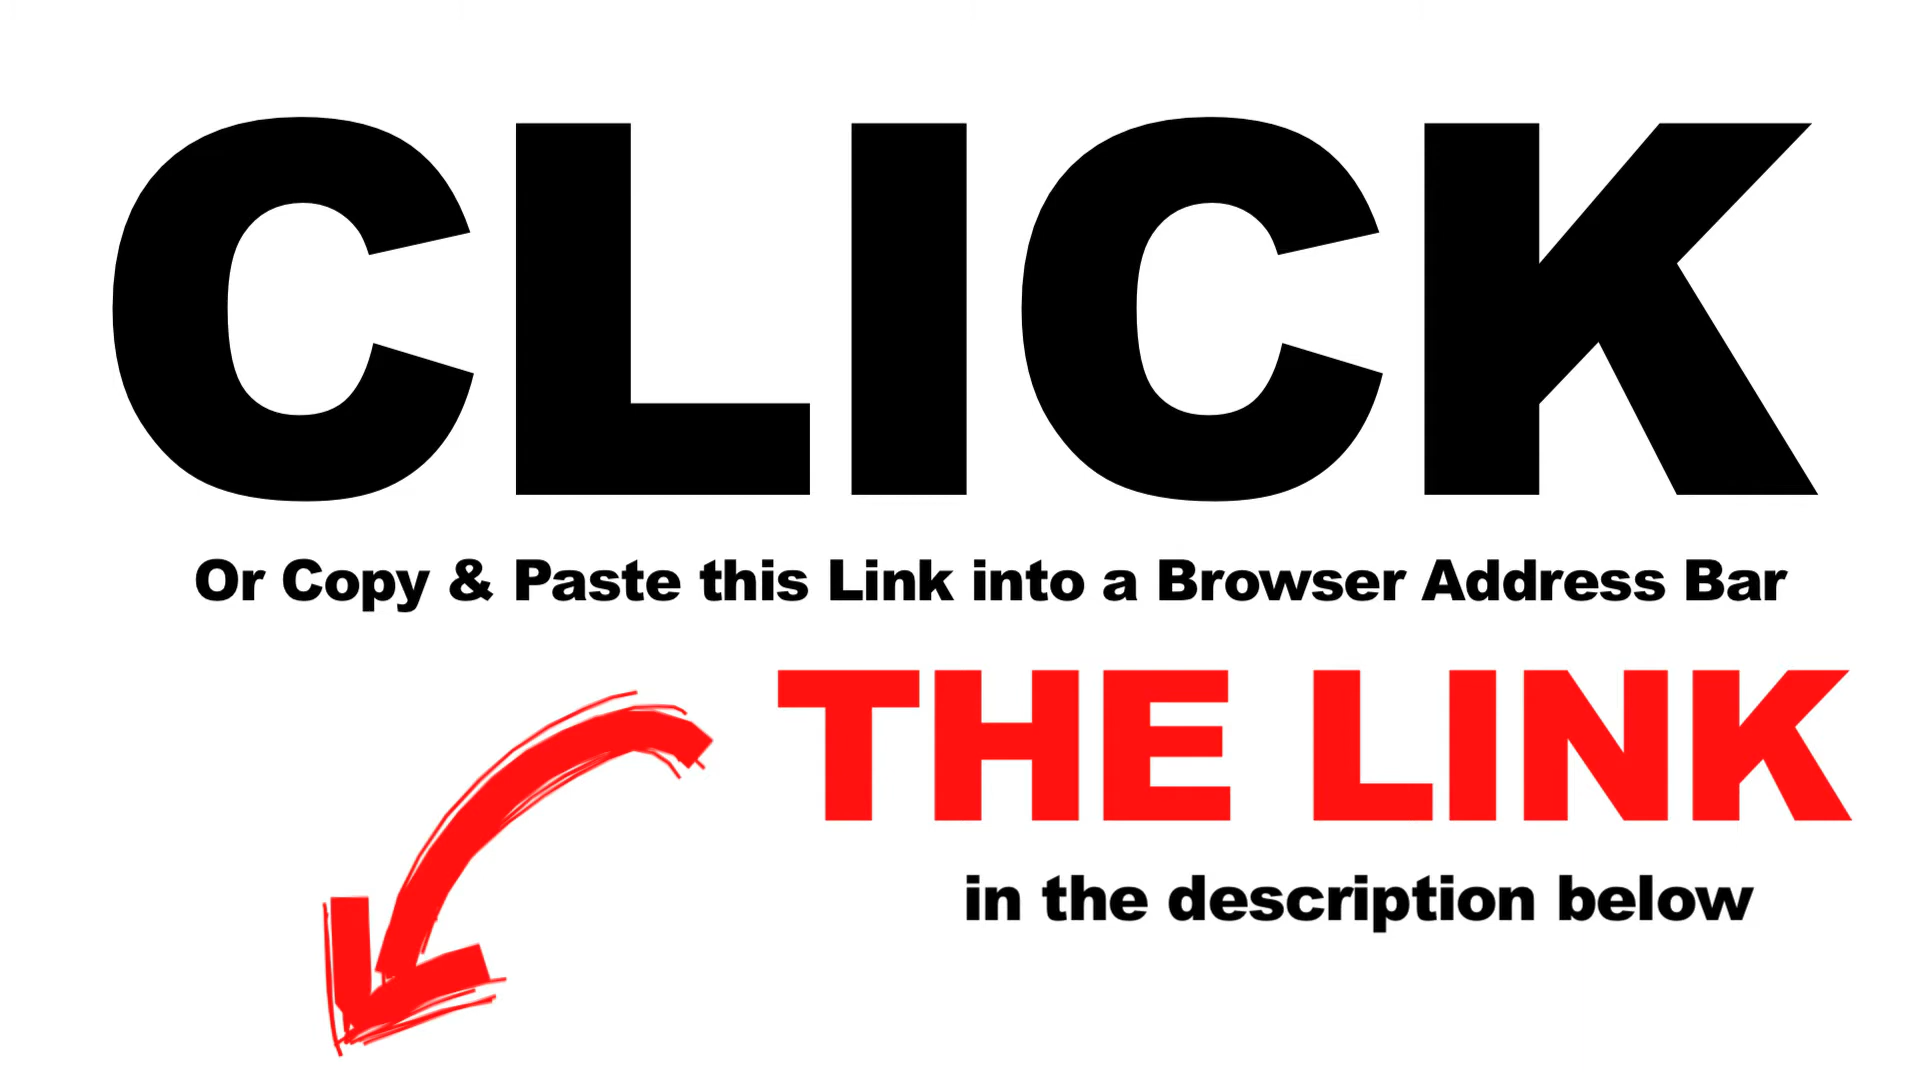 CLICK
Or Copy & Paste this Link into a Browser Address Bar
THE LINK
in the description below